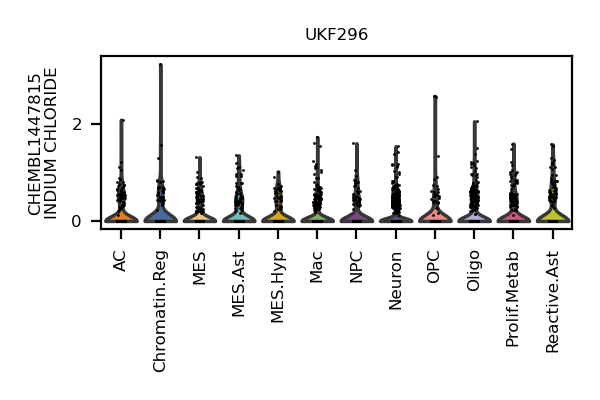 UKF296
CHEMBL1447815
INDIUM CHLORIDE
2
0
AC
Chromatin.Reg
MES
MES.Ast
MES.Hyp
Mac
NPC
Neuron
OPC
Oligo
Prolif.Metab
Reactive.Ast